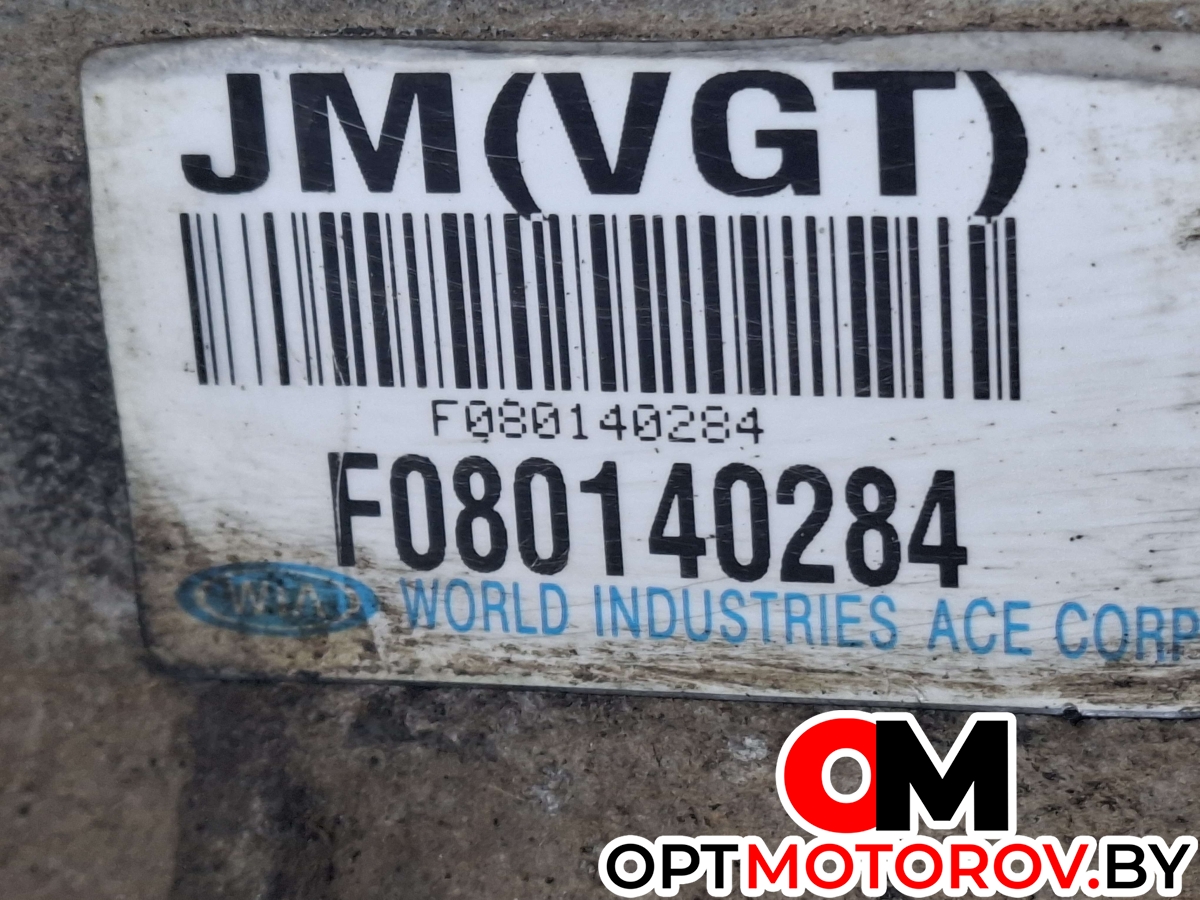 JM(VGT)
F080140284
F080140284
WIA
WORLD INDUSTRIES ACE CORP
OM
OPTMOTOROV.BY